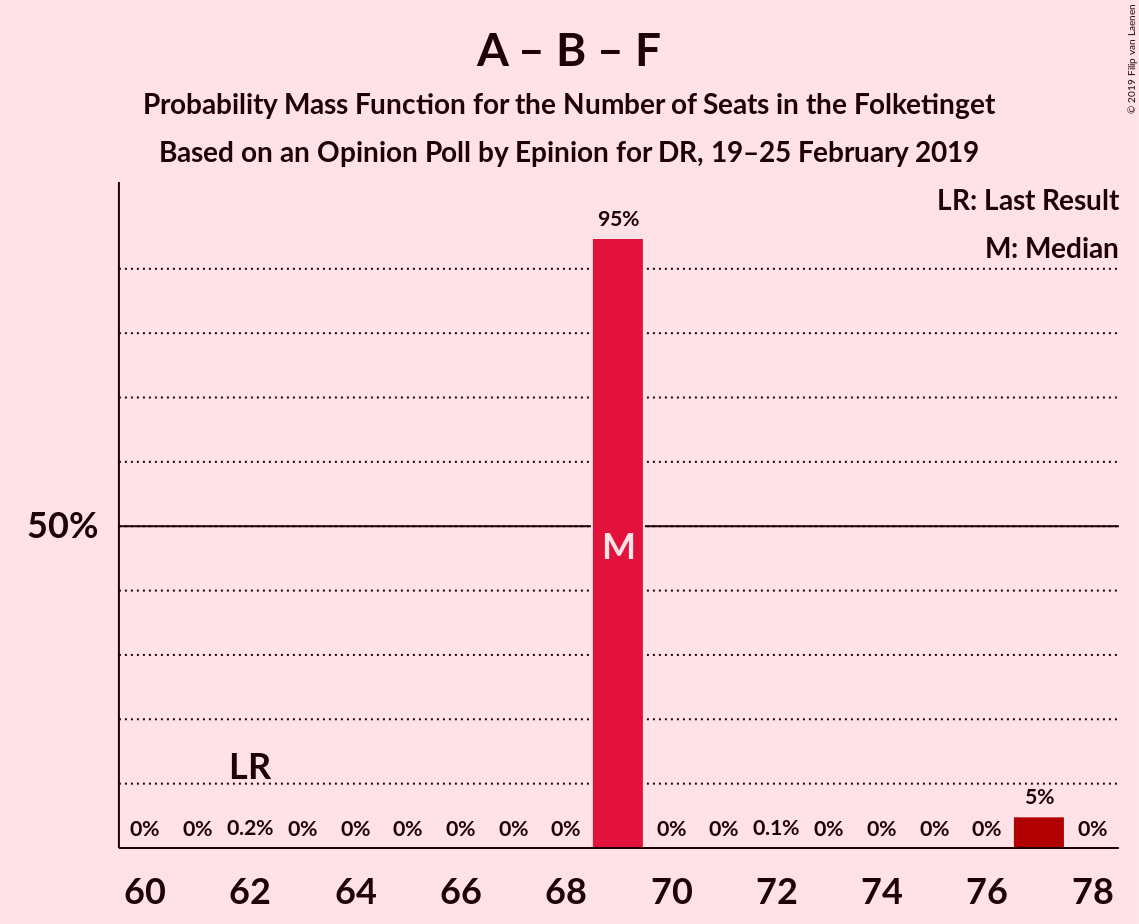 A – B – F
Probability Mass Function for the Number of Seats in the Folketinget
Based on an Opinion Poll by Epinion for DR, 19–25 February 2019
© 2019 Filip van Laenen
LR: Last Result
M: Median
95%
50%
M
LR
5%
0% 0% 0.2% 0% 0% 0% 0% 0% 0% 0% 0% 0.1% 0% 0% 0% 0% 0%
60 62 64 66 68 70 72 74 76 78